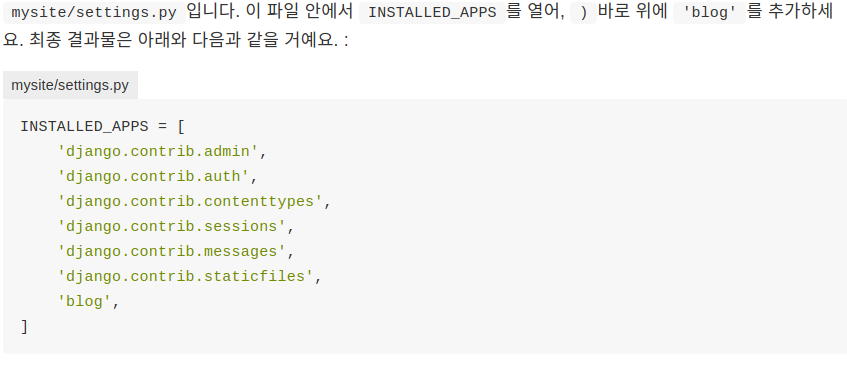 mysite/settings.py 입니다. 이 파일 안에서 INSTALLED_APPS 를 열어, ) 바로 위에 'blog' 를 추가하세
요. 최종 결과물은 아래와 다음과 같을 거예요. :
mysite/settings.py
INSTALLED_APPS = [
    'django.contrib.admin',
    'django.contrib.auth',
    'django.contrib.contenttypes',
    'django.contrib.sessions',
    'django.contrib.messages',
    'django.contrib.staticfiles',
    'blog',
]